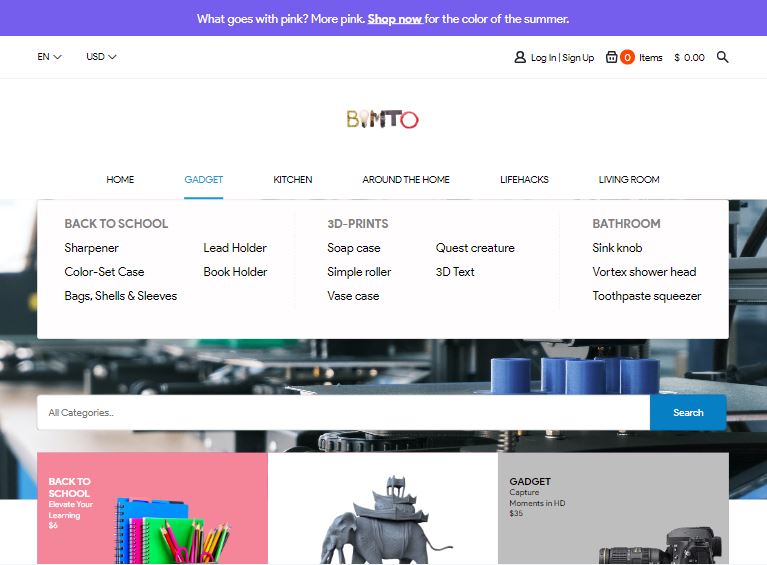 What goes with pink? More pink. Shop now for the color of the summer.
EN USD Log In | Sign Up 0 Items $ 0.00
BIMTO
HOME GADGET KITCHEN AROUND THE HOME LIFEHACKS LIVING ROOM
BACK TO SCHOOL
Sharpener Lead Holder
Color-Set Case Book Holder
Bags, Shells & Sleeves
3D-PRINTS
Soap case Quest creature
Simple roller 3D Text
Vase case
BATHROOM
Sink knob
Vortex shower head
Toothpaste squeezer
All Categories.. Search
BACK TO
SCHOOL
Elevate Your
Learning
$6
GADGET
Capture
Moments in HD
$35